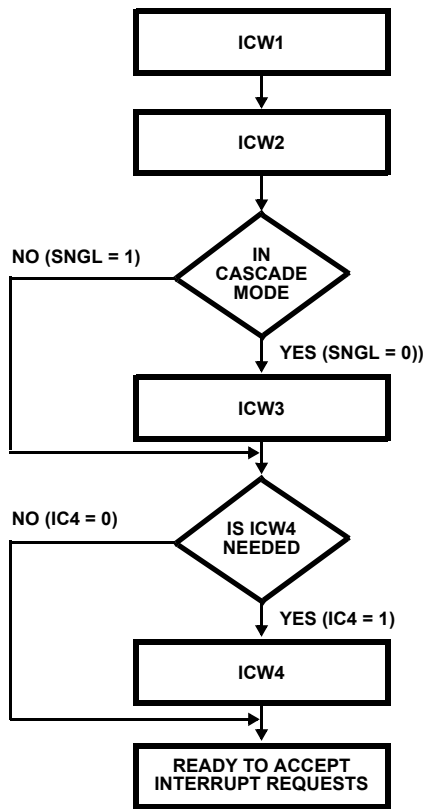 ICW1
ICW2
IN
CASCADE
MODE
NO (SNGL = 1)
YES (SNGL = 0))
ICW3
IS ICW4
NEEDED
NO (IC4 = 0)
YES (IC4 = 1)
ICW4
READY TO ACCEPT
INTERRUPT REQUESTS